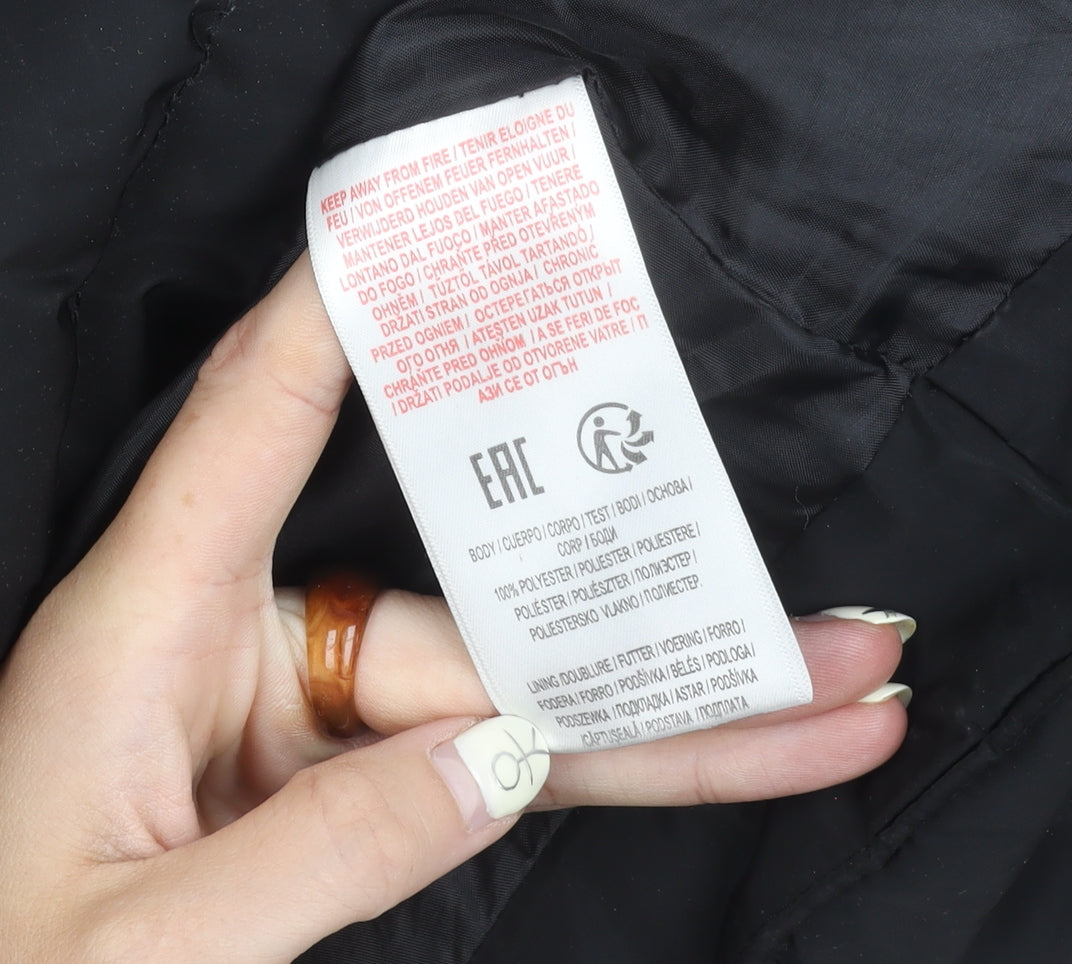 KEEP AWAY FROM FIRE / TENIR ELOIGNE DU
FEU / VON OFFENEM FEUER FERNHALTEN /
VERWIJDERD HOUDEN VAN OPEN VUUR /
MANTENER LEJOS DEL FUEGO / TENERE
LONTANO DAL FUOCO / MANTER AFASTADO
DO FOGO / CHRAŇTE PŘED OTEVŘENÝM
OHNĚM / TŰZTŐL TÁVOL TARTANDÓ /
DRŽATI STRAN OD OGNJA / CHRONIĆ
PRZED OGNIEM / ОСТЕРЕГАТЬСЯ ОТКРЫТ
ОГО ОГНЯ / ATEŞTEN UZAK TUTUN /
CHRÁŇTE PRED OHŇOM / A SE FERI DE FOC
/ DRŽATI PODALJE OD OTVORENE VATRE / П
АЗИ СЕ ОТ ОГЪН
EAC
BODY / CUERPO / CORPO / TEST / BODI / ОСНОВА /
CORP / БОДИ
100% POLYESTER / POLIESTER / POLIESTERE /
POLIÉSTER / POLIÉSZTER / ПОЛИЭСТЕР /
POLIESTERSKO VLAKNO / ПОЛИЕСТЕР.
LINING /DOUBLURE / FUTTER / VOERING / FORRO /
FODERA / FORRO / PODŠÍVKA / BÉLÉS / PODLOGA /
PODSZEWKA / ПОДКЛАДКА / ASTAR / PODŠÍVKA
/CĂPTUŞEALĂ / PODSTAVA / ПОДПЛАТА
OK